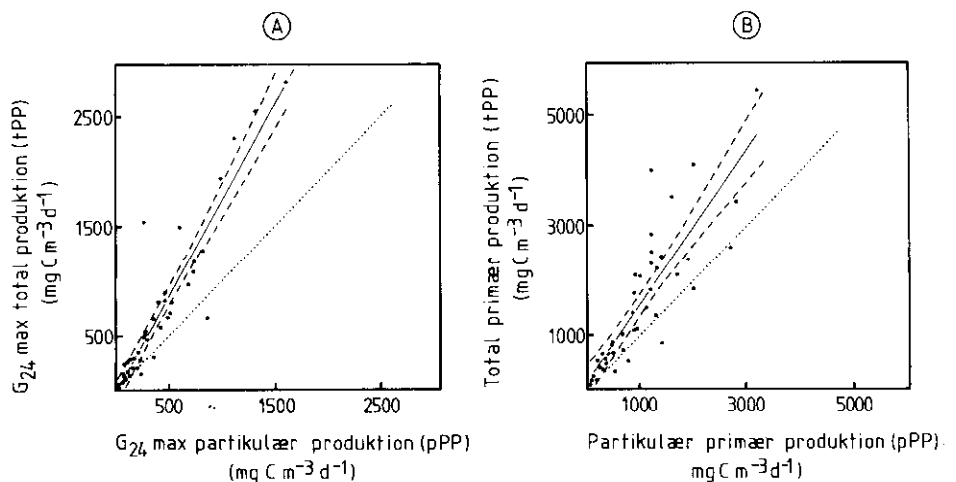 A
G24 max total produktion (tPP)
(mg C m⁻³ d⁻¹)
2500
1500
500
500
1500
2500
G24 max partikulær produktion (pPP)
(mg C m⁻³ d⁻¹)
B
Total primær produktion (tPP)
(mg C m⁻³ d⁻¹)
5000
3000
1000
1000
3000
5000
Partikulær primær produktion (pPP).
mg C m⁻³ d⁻¹)